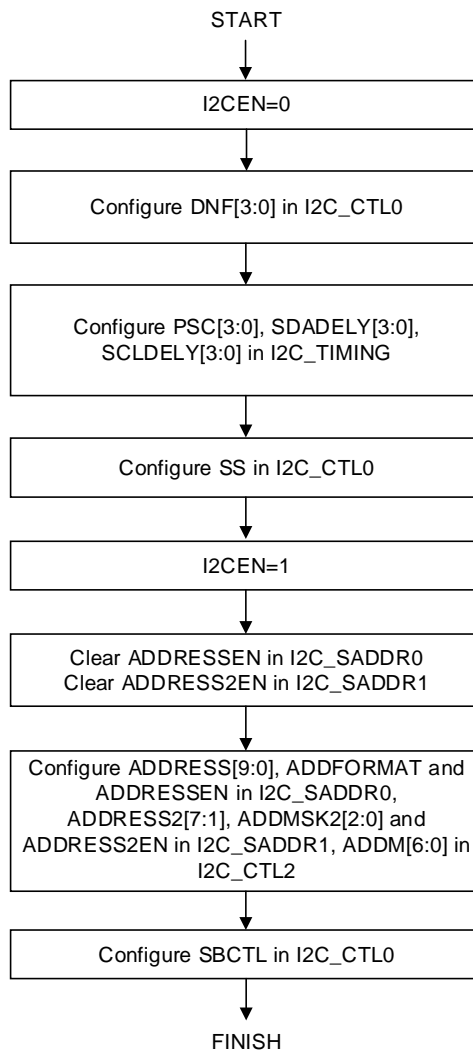 START
I2CEN=0
Configure DNF[3:0] in I2C_CTL0
Configure PSC[3:0], SDADELY[3:0],
SCLDELY[3:0] in I2C_TIMING
Configure SS in I2C_CTL0
I2CEN=1
Clear ADDRESSEN in I2C_SADDR0
Clear ADDRESS2EN in I2C_SADDR1
Configure ADDRESS[9:0], ADDFORMAT and
ADDRESSEN in I2C_SADDR0,
ADDRESS2[7:1], ADDMSK2[2:0] and
ADDRESS2EN in I2C_SADDR1, ADDM[6:0] in
I2C_CTL2
Configure SBCTL in I2C_CTL0
FINISH